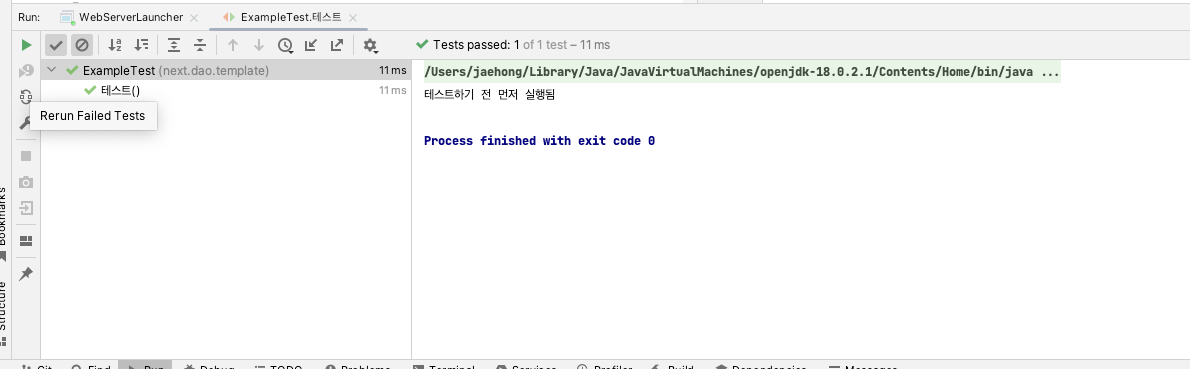 Run: WebServerLauncher ExampleTest.테스트
Tests passed: 1 of 1 test – 11 ms
ExampleTest (next.dao.template) 11 ms
테스트() 11 ms
Rerun Failed Tests
/Users/jaehong/Library/Java/JavaVirtualMachines/openjdk-18.0.2.1/Contents/Home/bin/java ...
테스트하기 전 먼저 실행됨
Process finished with exit code 0
Bookmarks
Structure
Git Find Run Debug TODO Problems Terminal Services Profiler Build Dependencies Messages